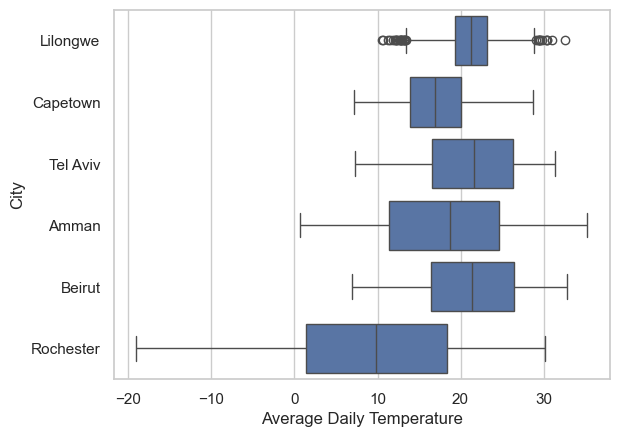 City
Lilongwe
Capetown
Tel Aviv
Amman
Beirut
Rochester
−20 −10 0 10 20 30
Average Daily Temperature